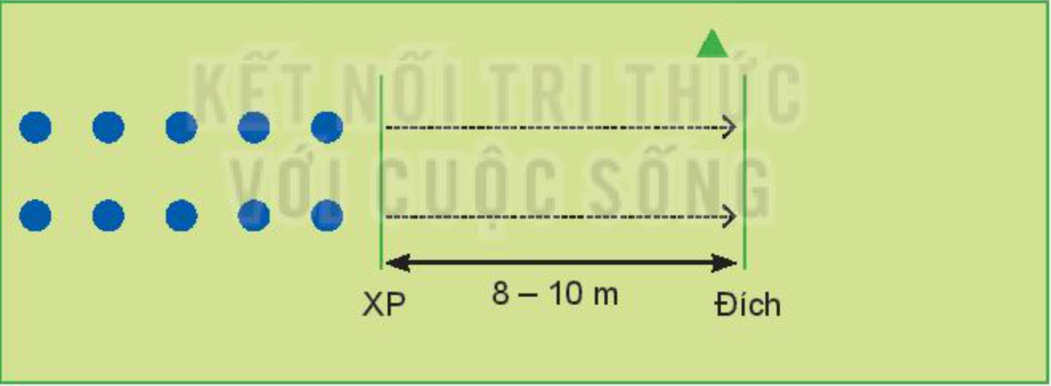 KẾT NỐI TRI THỨC
VỚI CUỘC SỐNG
8 – 10 m
XP
Đích